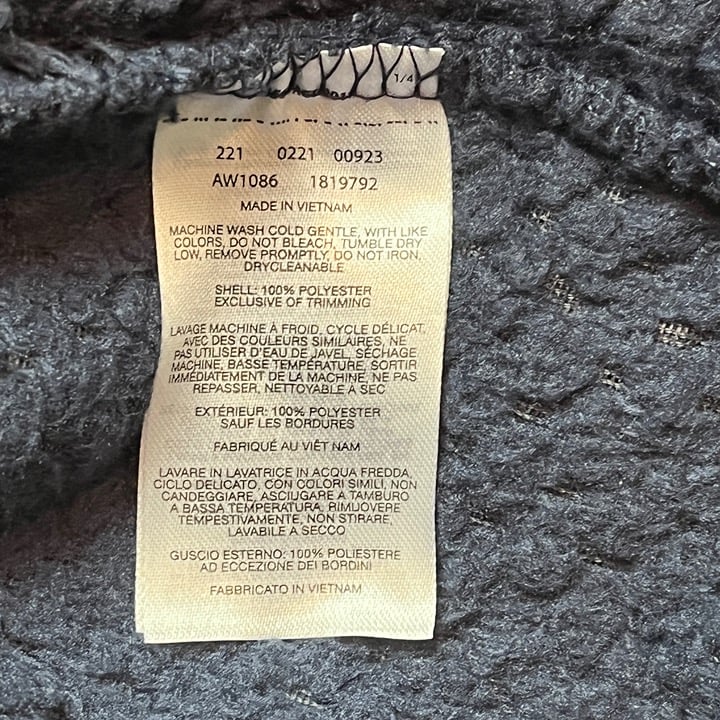 1/4
221 0221 00923
AW1086 1819792
MADE IN VIETNAM
MACHINE WASH COLD GENTLE, WITH LIKE
COLORS, DO NOT BLEACH, TUMBLE DRY
LOW, REMOVE PROMPTLY, DO NOT IRON,
DRYCLEANABLE
SHELL: 100% POLYESTER
EXCLUSIVE OF TRIMMING
LAVAGE MACHINE À FROID, CYCLE DÉLICAT,
AVEC DES COULEURS SIMILAIRES, NE
PAS UTILISER D'EAU DE JAVEL, SÉCHAGE
MACHINE, BASSE TEMPÉRATURE, SORTIR
IMMÉDIATEMENT DE LA MACHINE, NE PAS
REPASSER, NETTOYABLE À SEC
EXTÉRIEUR: 100% POLYESTER
SAUF LES BORDURES
FABRIQUÉ AU VIÊT NAM
LAVARE IN LAVATRICE IN ACQUA FREDDA,
CICLO DELICATO, CON COLORI SIMILI, NON
CANDEGGIARE, ASCIUGARE A TAMBURO
A BASSA TEMPERATURA, RIMUOVERE
TEMPESTIVAMENTE, NON STIRARE,
LAVABILE A SECCO
GUSCIO ESTERNO: 100% POLIESTERE
AD ECCEZIONE DEI BORDINI
FABBRICATO IN VIETNAM